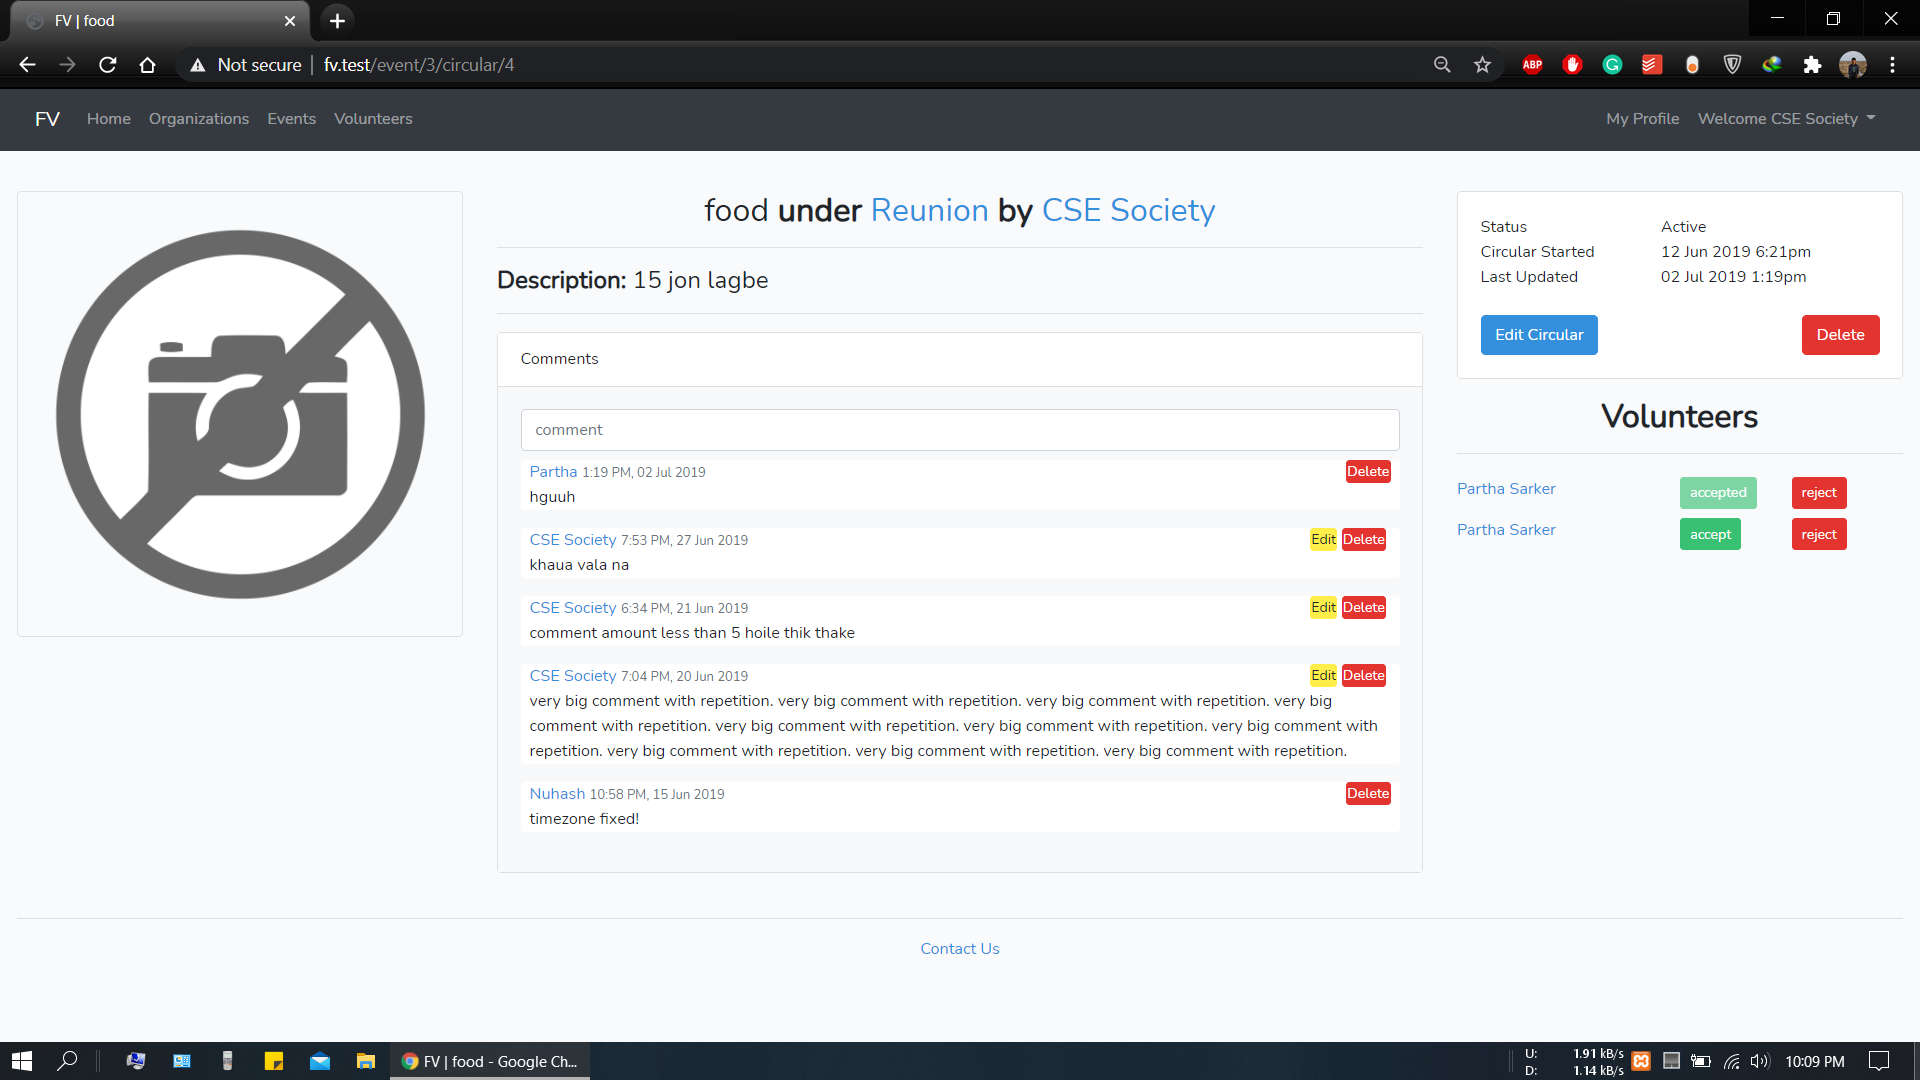 FV | food
Not secure | fv.test/event/3/circular/4
ABP
FV Home Organizations Events Volunteers My Profile Welcome CSE Society
food under Reunion by CSE Society
Description: 15 jon lagbe
Comments
comment
Partha 1:19 PM, 02 Jul 2019 Delete
hguuh
CSE Society 7:53 PM, 27 Jun 2019 Edit Delete
khaua vala na
CSE Society 6:34 PM, 21 Jun 2019 Edit Delete
comment amount less than 5 hoile thik thake
CSE Society 7:04 PM, 20 Jun 2019 Edit Delete
very big comment with repetition. very big comment with repetition. very big comment with repetition. very big
comment with repetition. very big comment with repetition. very big comment with repetition. very big comment with
repetition. very big comment with repetition. very big comment with repetition. very big comment with repetition.
Nuhash 10:58 PM, 15 Jun 2019 Delete
timezone fixed!
Status Active
Circular Started 12 Jun 2019 6:21pm
Last Updated 02 Jul 2019 1:19pm
Edit Circular Delete
Volunteers
Partha Sarker accepted reject
Partha Sarker accept reject
Contact Us
FV | food - Google Ch...
U: 1.91 kB/s
D: 1.14 kB/s
10:09 PM